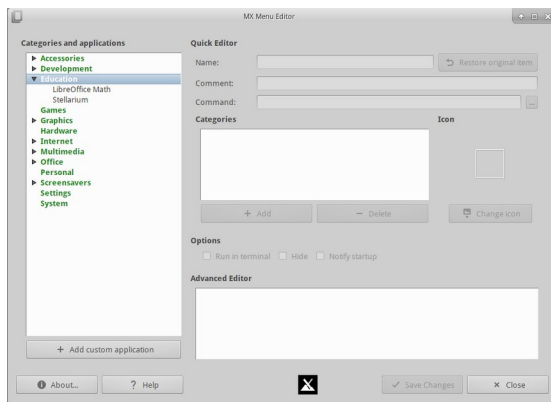 MX Menu Editor
Categories and applications
Accessories
Development
Education
LibreOffice Math
Stellarium
Games
Graphics
Hardware
Internet
Multimedia
Office
Personal
Screensavers
Settings
System
+ Add custom application
Quick Editor
Name:
Restore original item
Comment:
Command:
...
Categories
Icon
+ Add
− Delete
Change icon
Options
Run in terminal Hide Notify startup
Advanced Editor
About... ? Help Save Changes × Close